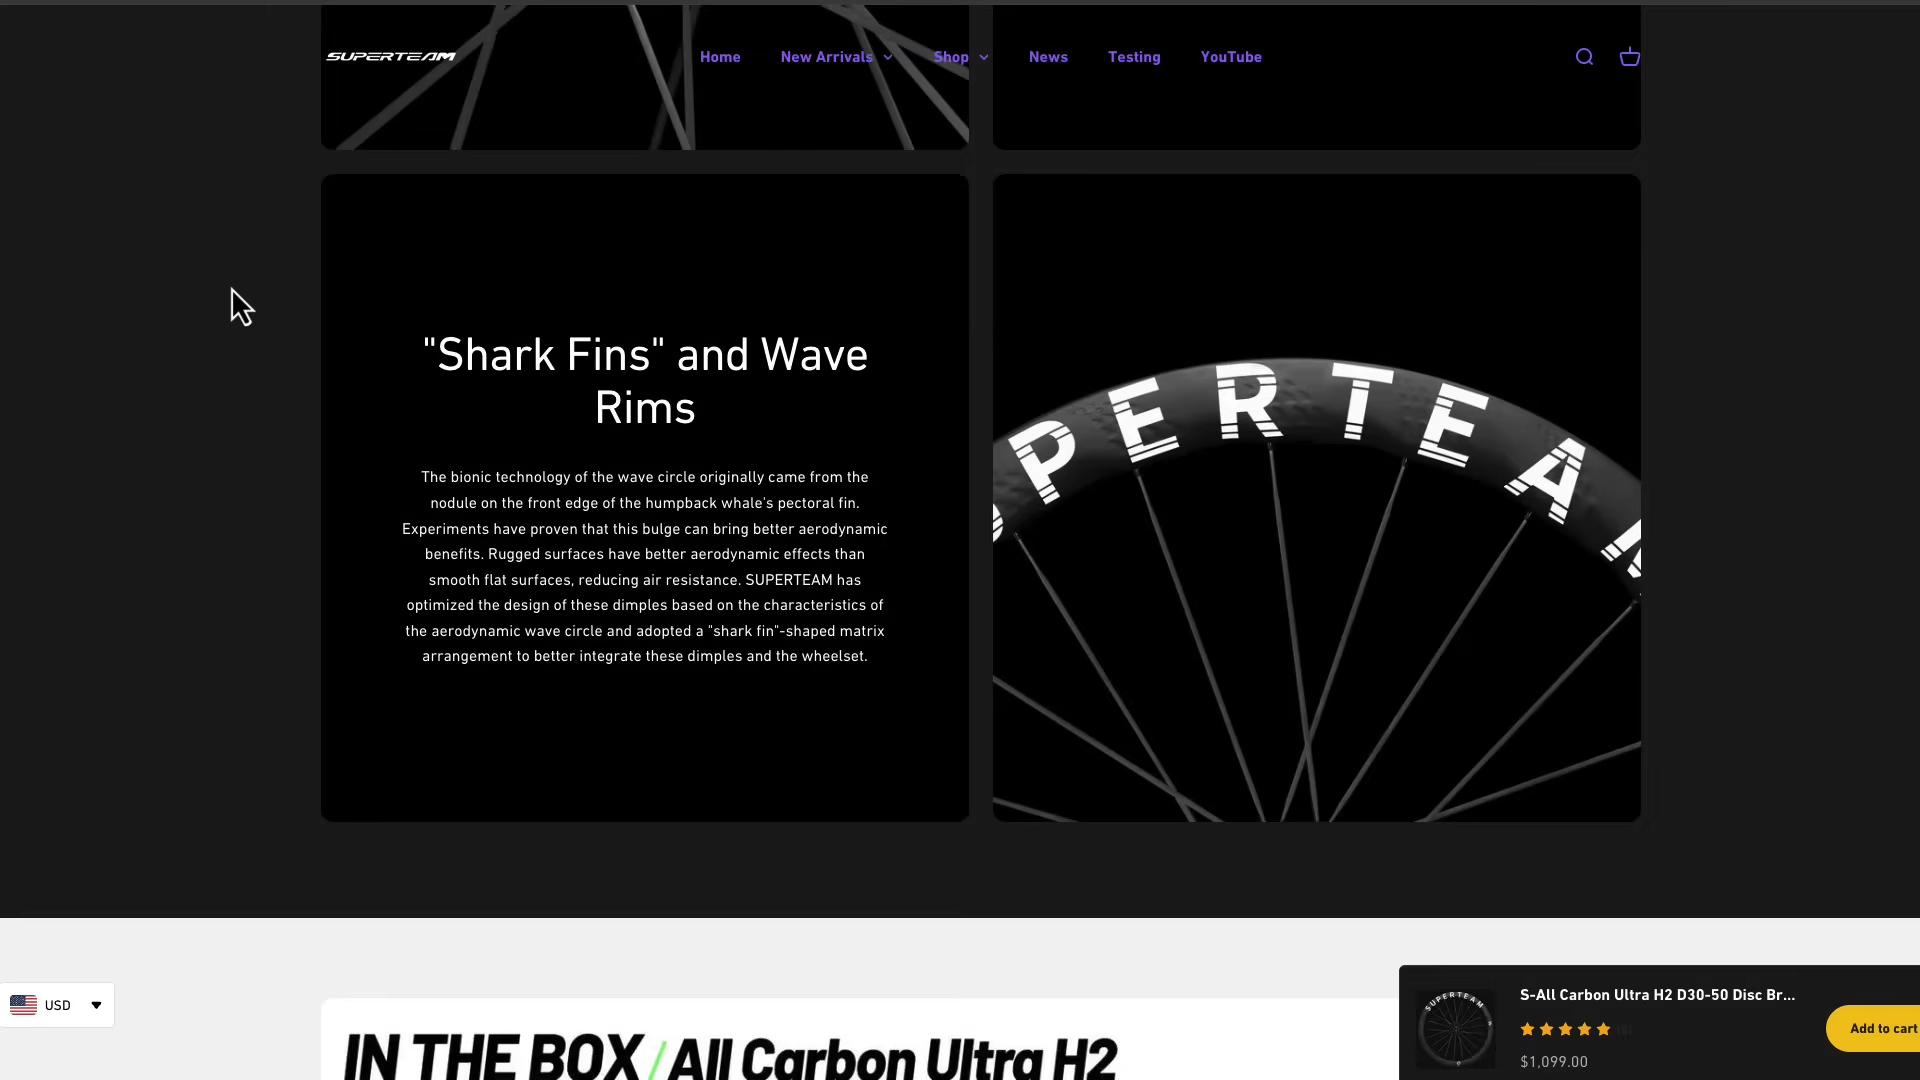 SUPERTEAM
Home New Arrivals Shop News Testing YouTube
"Shark Fins" and Wave
Rims
The bionic technology of the wave circle originally came from the
nodule on the front edge of the humpback whale's pectoral fin.
Experiments have proven that this bulge can bring better aerodynamic
benefits. Rugged surfaces have better aerodynamic effects than
smooth flat surfaces, reducing air resistance. SUPERTEAM has
optimized the design of these dimples based on the characteristics of
the aerodynamic wave circle and adopted a "shark fin"-shaped matrix
arrangement to better integrate these dimples and the wheelset.
PERTEA
USD
IN THE BOX / All Carbon Ultra H2
SUPERTEAM
S-All Carbon Ultra H2 D30-50 Disc Br...
$1,099.00
Add to cart